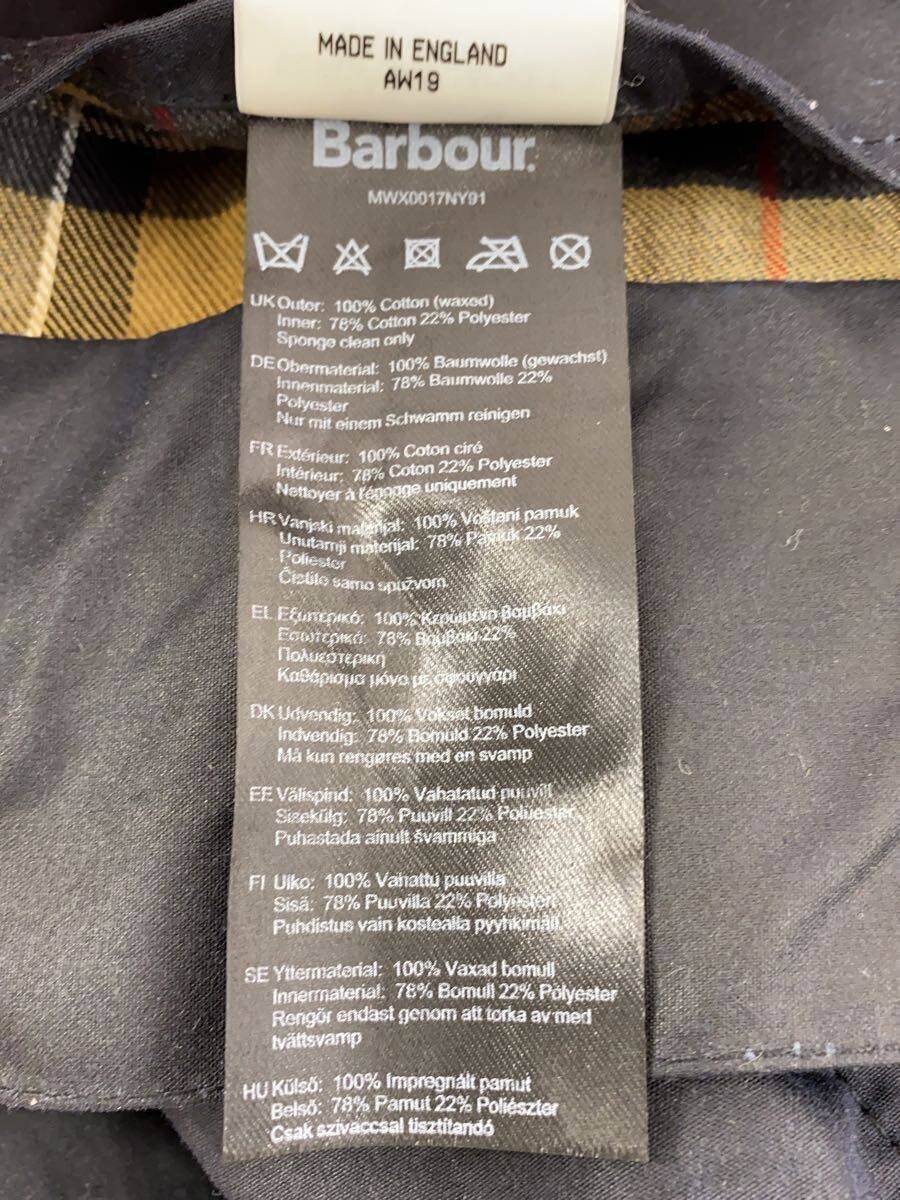 MADE IN ENGLAND
AW19
Barbour.
MWX0017NY91
UK Outer: 100% Cotton (waxed)
Inner: 78% Cotton 22% Polyester
Sponge clean only
DE Obermaterial: 100% Baumwolle (gewachst)
Innenmaterial: 78% Baumwolle 22%
Polyester
Nur mit einem Schwamm reinigen
FR Extérieur: 100% Coton ciré
Intérieur: 78% Coton 22% Polyester
Nettoyer à l'éponge uniquement
HR Vanjski materijal: 100% Voštani pamuk
Unutarnji materijal: 78% Pamuk 22%
Poliester
Čistite samo spužvom
EL Εξωτερικό: 100% Κερωμένο βαμβάκι
Εσωτερικό: 78% Βαμβάκι 22%
Πολυεστερική
Καθάρισμα μόνο με σφουγγάρι
DK Udvendig: 100% Vokset bomuld
Indvendig: 78% Bomuld 22% Polyester
Må kun rengøres med en svamp
EE Välispind: 100% Vahatatud puuvill
Sisekülg: 78% Puuvill 22% Polüester
Puhastada ainult švammiga
FI Ulko: 100% Vahattu puuvilla
Sisä: 78% Puuvilla 22% Polyesteri
Puhdistus vain kostealla pyyhkimäll.
SE Yttermaterial: 100% Vaxad bomull
Innermaterial: 78% Bomull 22% Polyester
Rengör endast genom att torka av med
tvättsvamp
HU Külső: 100% Impregnált pamut
Belső: 78% Pamut 22% Poliészter
Csak szivaccsal tisztítandó